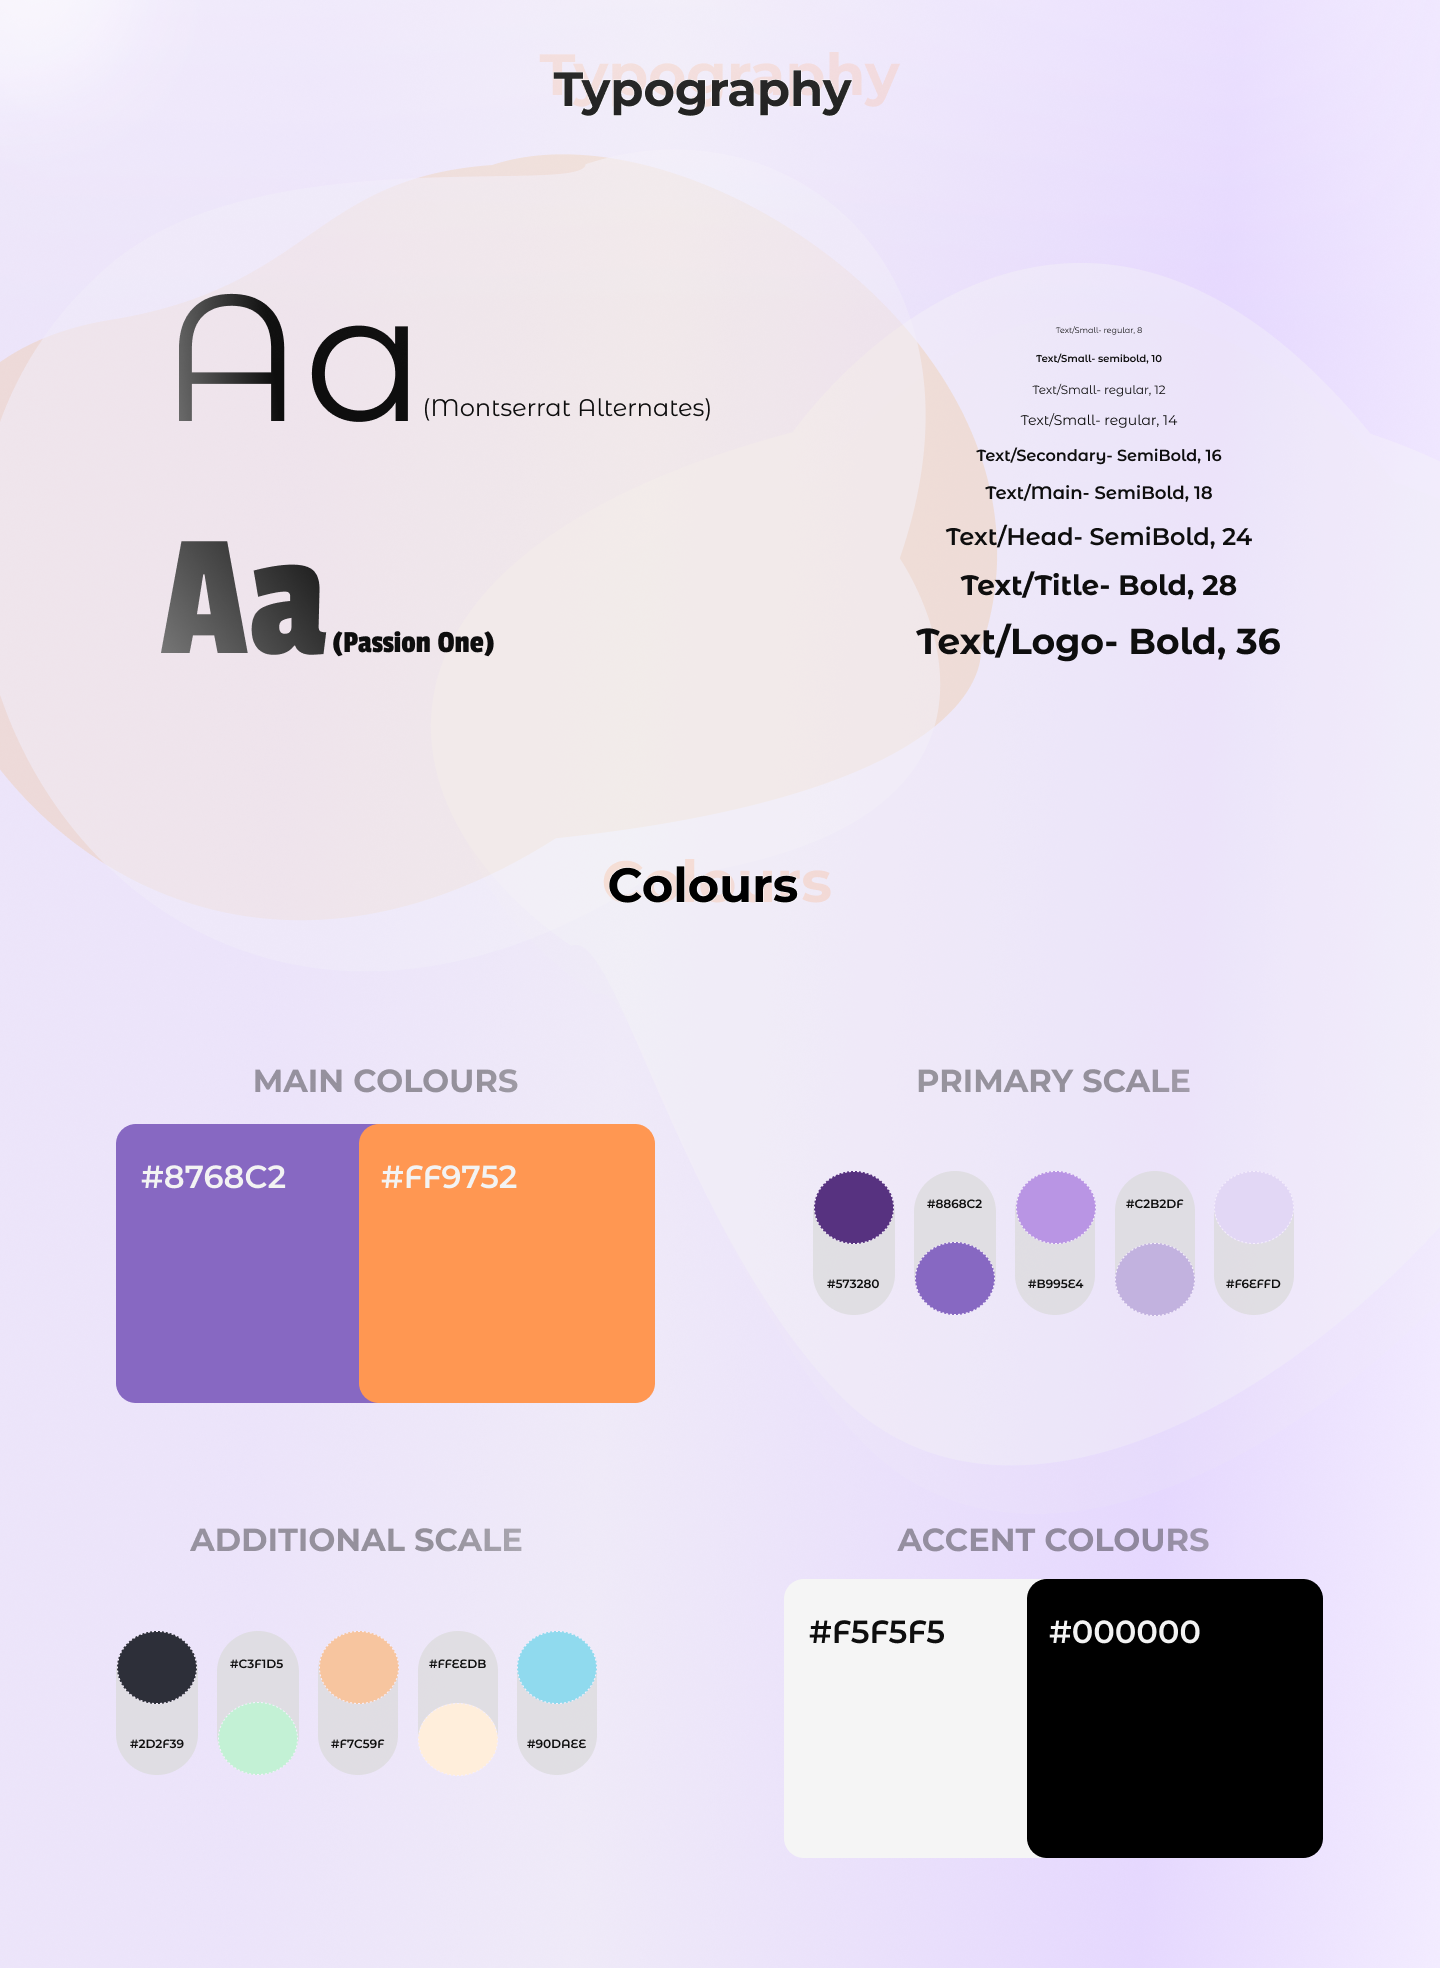 Typography
Typography
Aa (Montserrat Alternates)
Aa (Passion One)
Text/Small- regular, 8
Text/Small- semibold, 10
Text/Small- regular, 12
Text/Small- regular, 14
Text/Secondary- SemiBold, 16
Text/Main- SemiBold, 18
Text/Head- SemiBold, 24
Text/Title- Bold, 28
Text/Logo- Bold, 36
Colours
Colours
MAIN COLOURS
#8768C2 #FF9752
PRIMARY SCALE
#8868C2 #C2B2DF
#573280 #B995E4 #F6EFFD
ADDITIONAL SCALE
#C3F1D5 #FFEEDB
#2D2F39 #F7C59F #90DAEE
ACCENT COLOURS
#F5F5F5 #000000